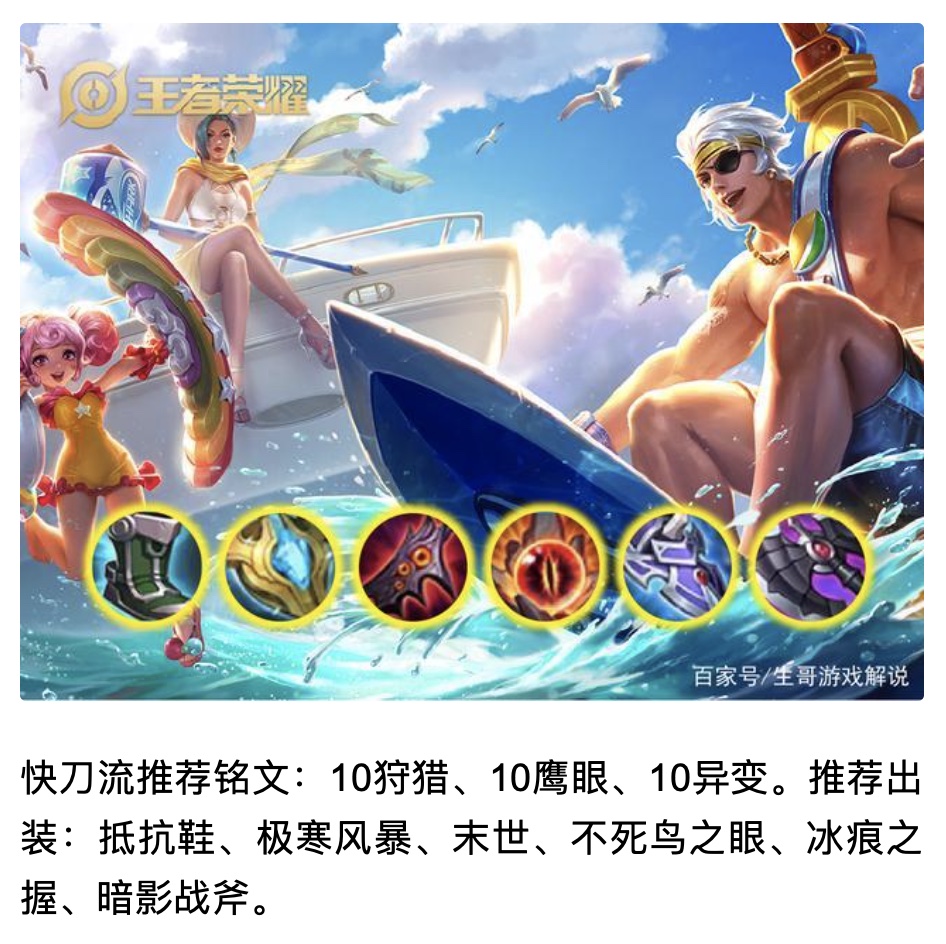 王者荣耀
百家号/生哥游戏解说
快刀流推荐铭文：10狩猎、10鹰眼、10异变。推荐出
装：抵抗鞋、极寒风暴、末世、不死鸟之眼、冰痕之
握、暗影战斧。